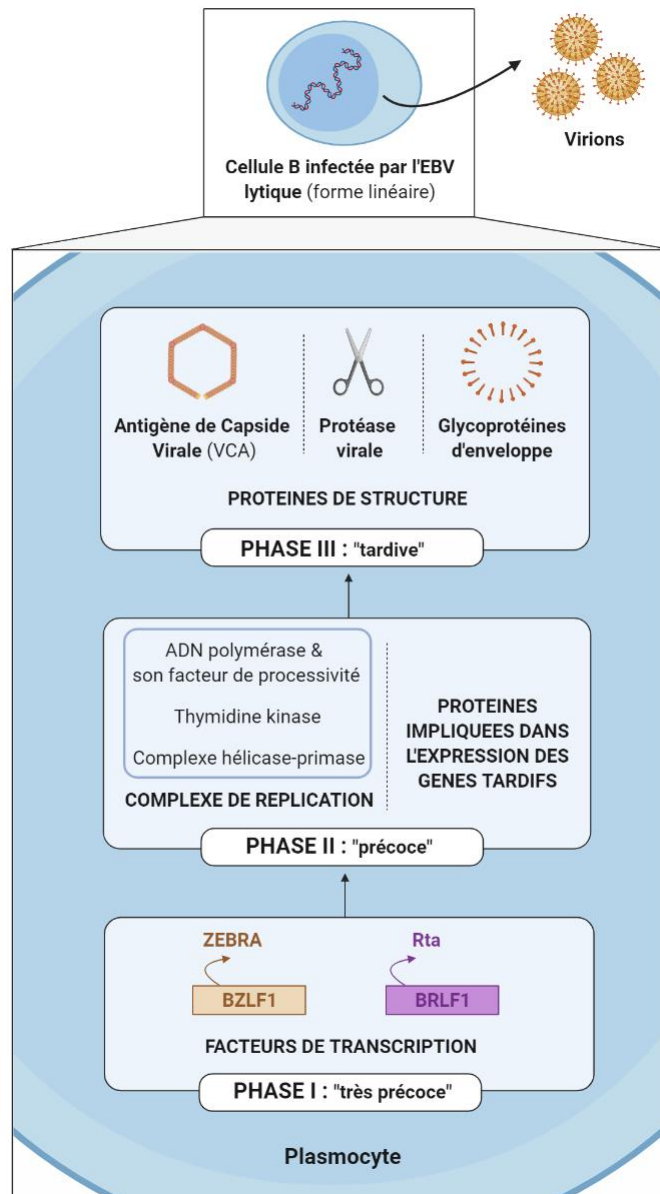 Virions
Cellule B infectée par l'EBV
lytique (forme linéaire)
Antigène de Capside
Virale (VCA)
Protéase
virale
Glycoprotéines
d'enveloppe
PROTEINES DE STRUCTURE
PHASE III : "tardive"
ADN polymérase &
son facteur de processivité
Thymidine kinase
Complexe hélicase-primase
COMPLEXE DE REPLICATION
PROTEINES
IMPLIQUEES DANS
L'EXPRESSION DES
GENES TARDIFS
PHASE II : "précoce"
ZEBRA
BZLF1
Rta
BRLF1
FACTEURS DE TRANSCRIPTION
PHASE I : "très précoce"
Plasmocyte